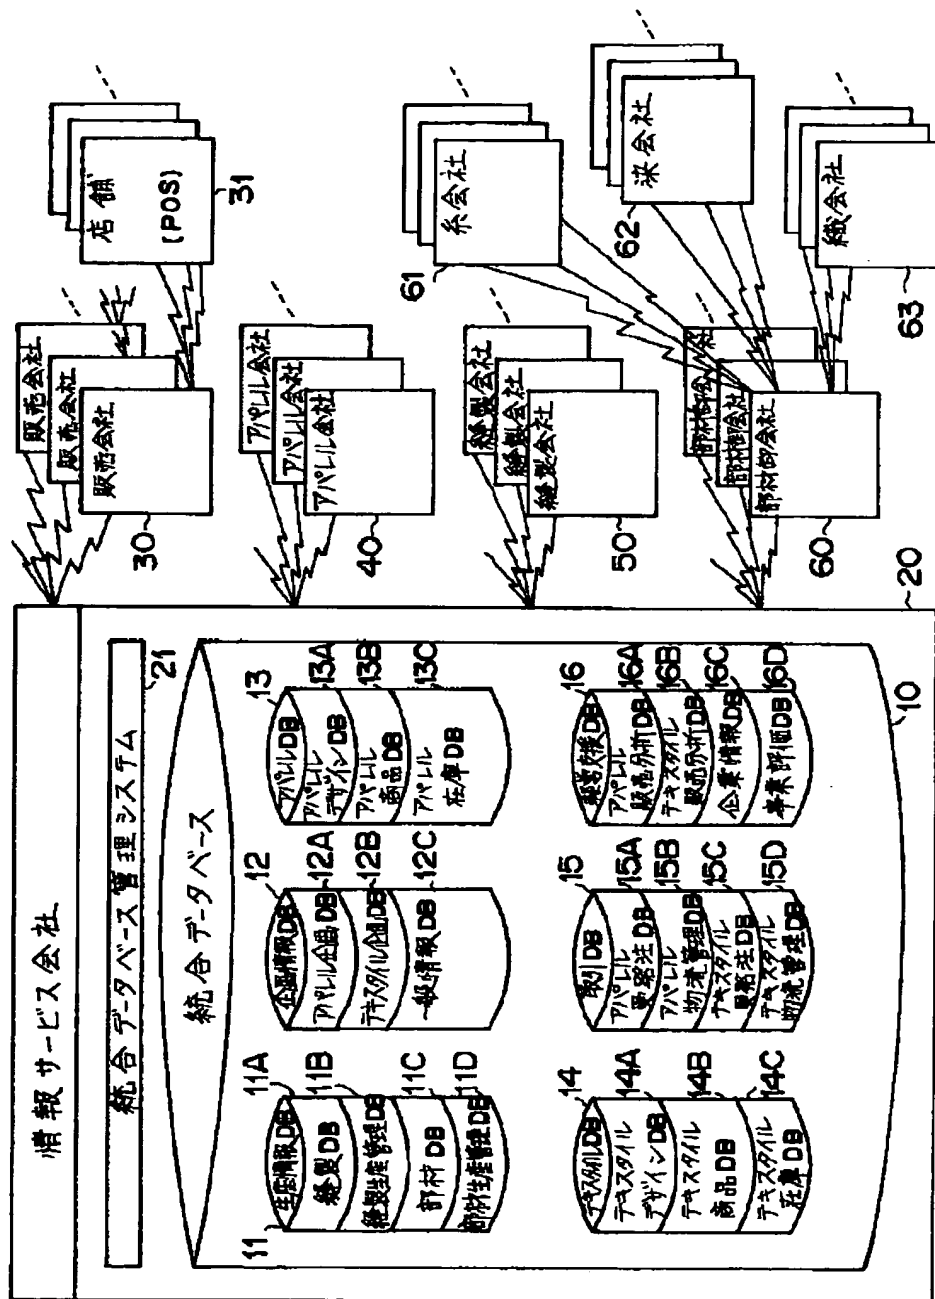 情報サービス会社
統合データベース管理システム
21
統合データベース
11
生産情報DB
11A
縫製DB
11B
縫製生産管理DB
11C
部材DB
11D
部材生産管理DB
12
企画情報DB
12A
アパレル企画DB
12B
テキスタイル企画DB
12C
一般情報DB
13
アパレルDB
13A
アパレル
デザインDB
13B
アパレル
商品DB
13C
アパレル
在庫DB
14
テキスタイルDB
14A
テキスタイル
デザインDB
14B
テキスタイル
商品DB
14C
テキスタイル
在庫DB
15
取引DB
15A
アパレル
受発注DB
15B
アパレル
物流管理DB
15C
テキスタイル
受発注DB
15D
テキスタイル
物流管理DB
16
経営支援DB
16A
アパレル
販売分析DB
16B
テキスタイル
販売分析DB
16C
企業情報DB
16D
事業評価DB
10
20
販売会社
販売会社
販売会社
30
店舗
(POS)
31
アパレル会社
アパレル会社
アパレル会社
40
縫製会社
縫製会社
縫製会社
50
部材卸会社
部材卸会社
部材卸会社
60
糸会社
61
染会社
62
織会社
63